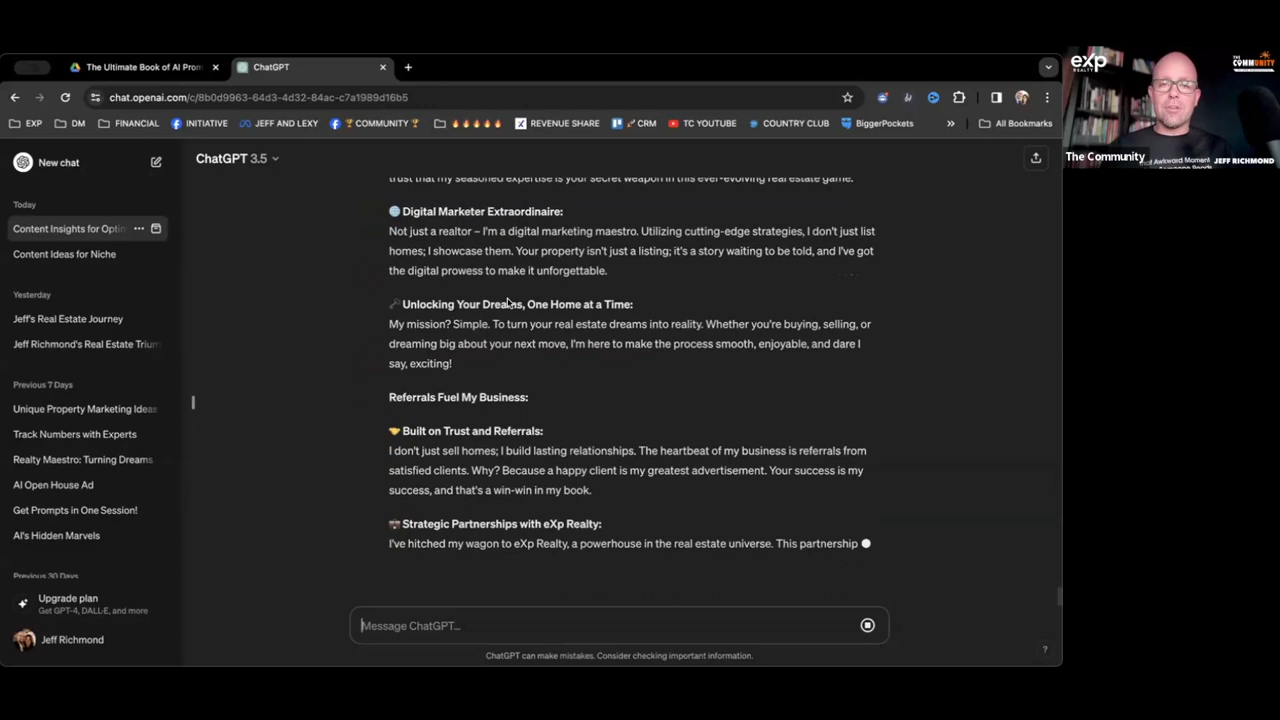 The Ultimate Book of AI Pron
ChatGPT
chat.openai.com/c/8b0d9963-64d3-4d32-84ac-c7a1989d16b5
EXP
DM
FINANCIAL
INITIATIVE
JEFF AND LEXY
COMMUNITY
REVENUE SHARE
CRM
TC YOUTUBE
COUNTRY CLUB
BiggerPockets
»
All Bookmarks
New chat
Today
Content Insights for Optin
Content Ideas for Niche
Yesterday
Jeff's Real Estate Journey
Jeff Richmond's Real Estate Trium
Previous 7 Days
Unique Property Marketing Ideas
Track Numbers with Experts
Realty Maestro: Turning Dreams
AI Open House Ad
Get Prompts in One Session!
AI's Hidden Marvels
Previous 30 Days
Upgrade plan
Get GPT-4, DALL·E, and more
Jeff Richmond
ChatGPT 3.5
trust that my seasoned expertise is your secret weapon in this ever-evolving real estate game.
Digital Marketer Extraordinaire:
Not just a realtor – I'm a digital marketing maestro. Utilizing cutting-edge strategies, I don't just list
homes; I showcase them. Your property isn't just a listing; it's a story waiting to be told, and I've got
the digital prowess to make it unforgettable.
Unlocking Your Dreams, One Home at a Time:
My mission? Simple. To turn your real estate dreams into reality. Whether you're buying, selling, or
dreaming big about your next move, I'm here to make the process smooth, enjoyable, and dare I
say, exciting!
Referrals Fuel My Business:
Built on Trust and Referrals:
I don't just sell homes; I build lasting relationships. The heartbeat of my business is referrals from
satisfied clients. Why? Because a happy client is my greatest advertisement. Your success is my
success, and that's a win-win in my book.
Strategic Partnerships with eXp Realty:
I've hitched my wagon to eXp Realty, a powerhouse in the real estate universe. This partnership
Message ChatGPT...
ChatGPT can make mistakes. Consider checking important information.
?
eXp
REALTY
THE
COMMUNITY
The Community
That Awkward Moment
JEFF RICHMOND